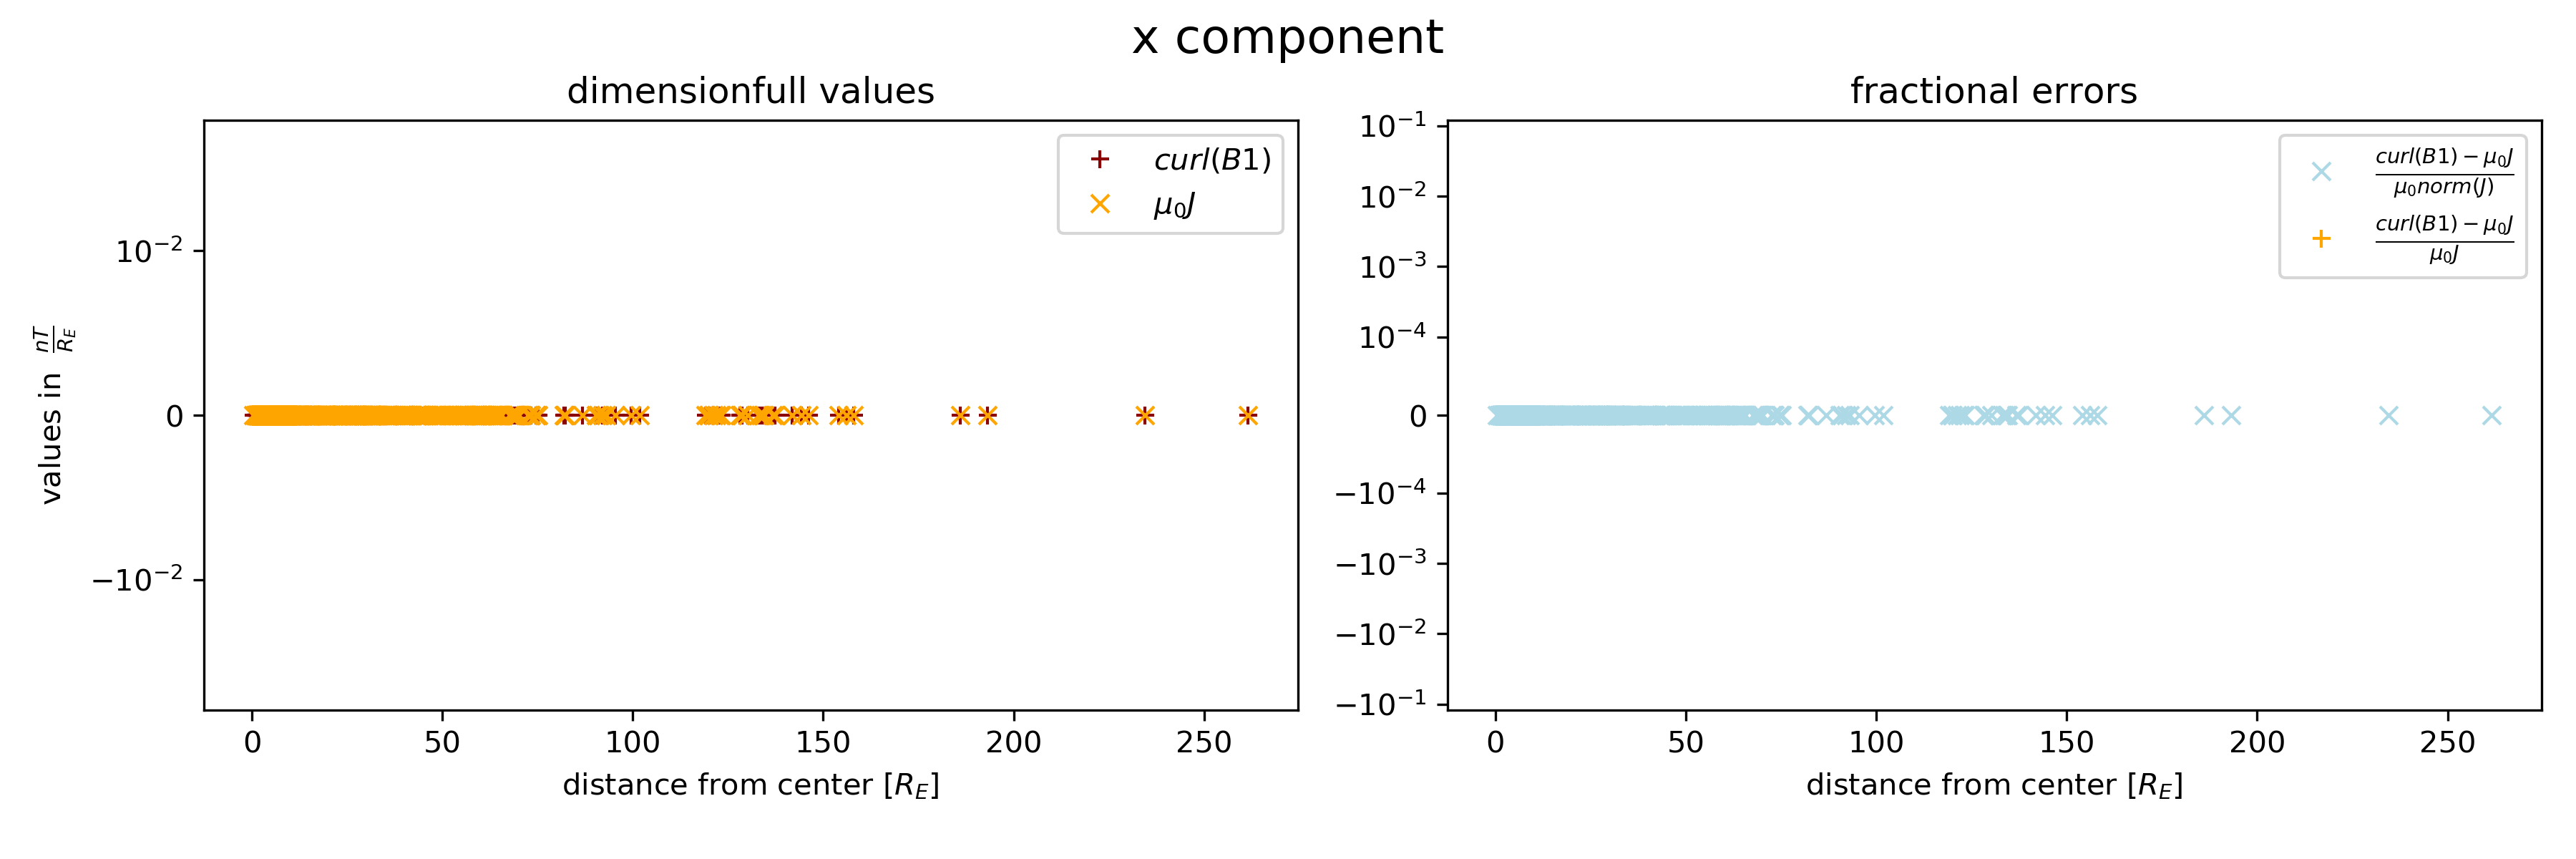 x component
dimensionfull values
curl(B1)
μ₀J
values in nT/R_E
10⁻²
0
−10⁻²
0 50 100 150 200 250
distance from center [R_E]
fractional errors
curl(B1) − μ₀J
μ₀norm(J)
curl(B1) − μ₀J
μ₀J
10⁻¹
10⁻²
10⁻³
10⁻⁴
0
−10⁻⁴
−10⁻³
−10⁻²
−10⁻¹
0 50 100 150 200 250
distance from center [R_E]